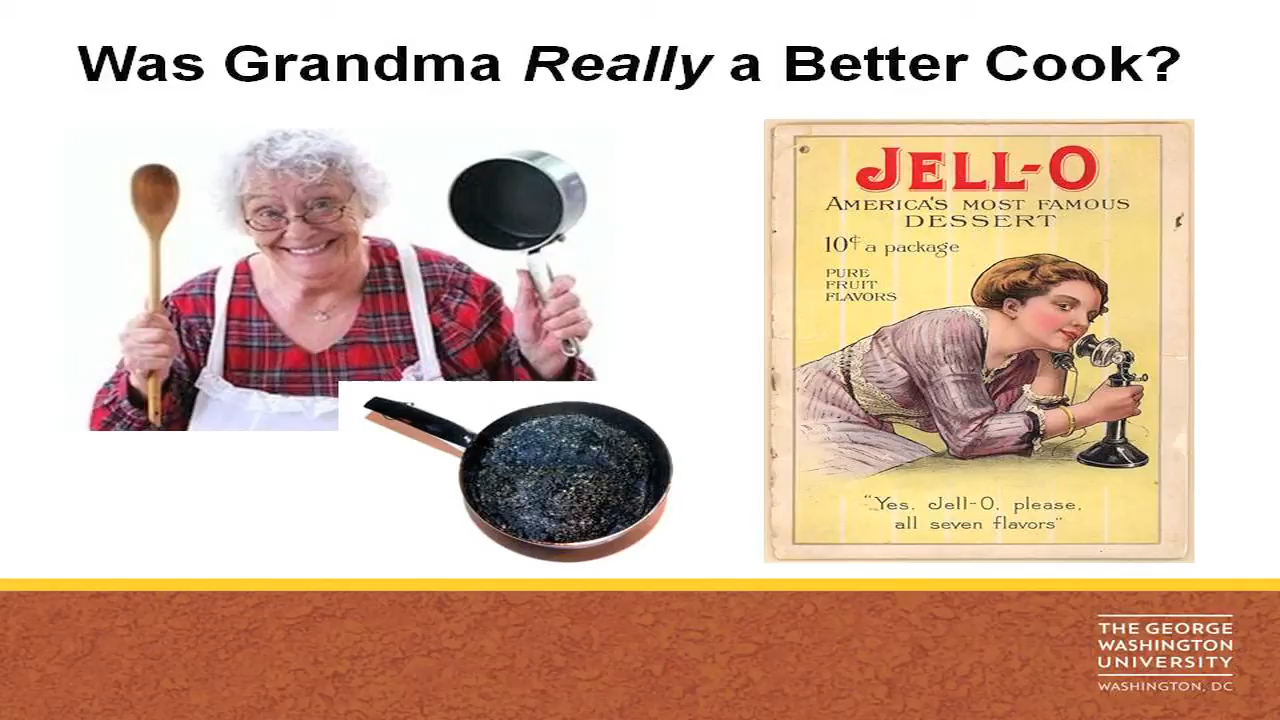 Was Grandma Really a Better Cook?
JELL-O
AMERICA'S MOST FAMOUS
DESSERT
10¢ a package
PURE
FRUIT
FLAVORS
"Yes, Jell-O, please,
all seven flavors"
THE GEORGE
WASHINGTON
UNIVERSITY
WASHINGTON, DC